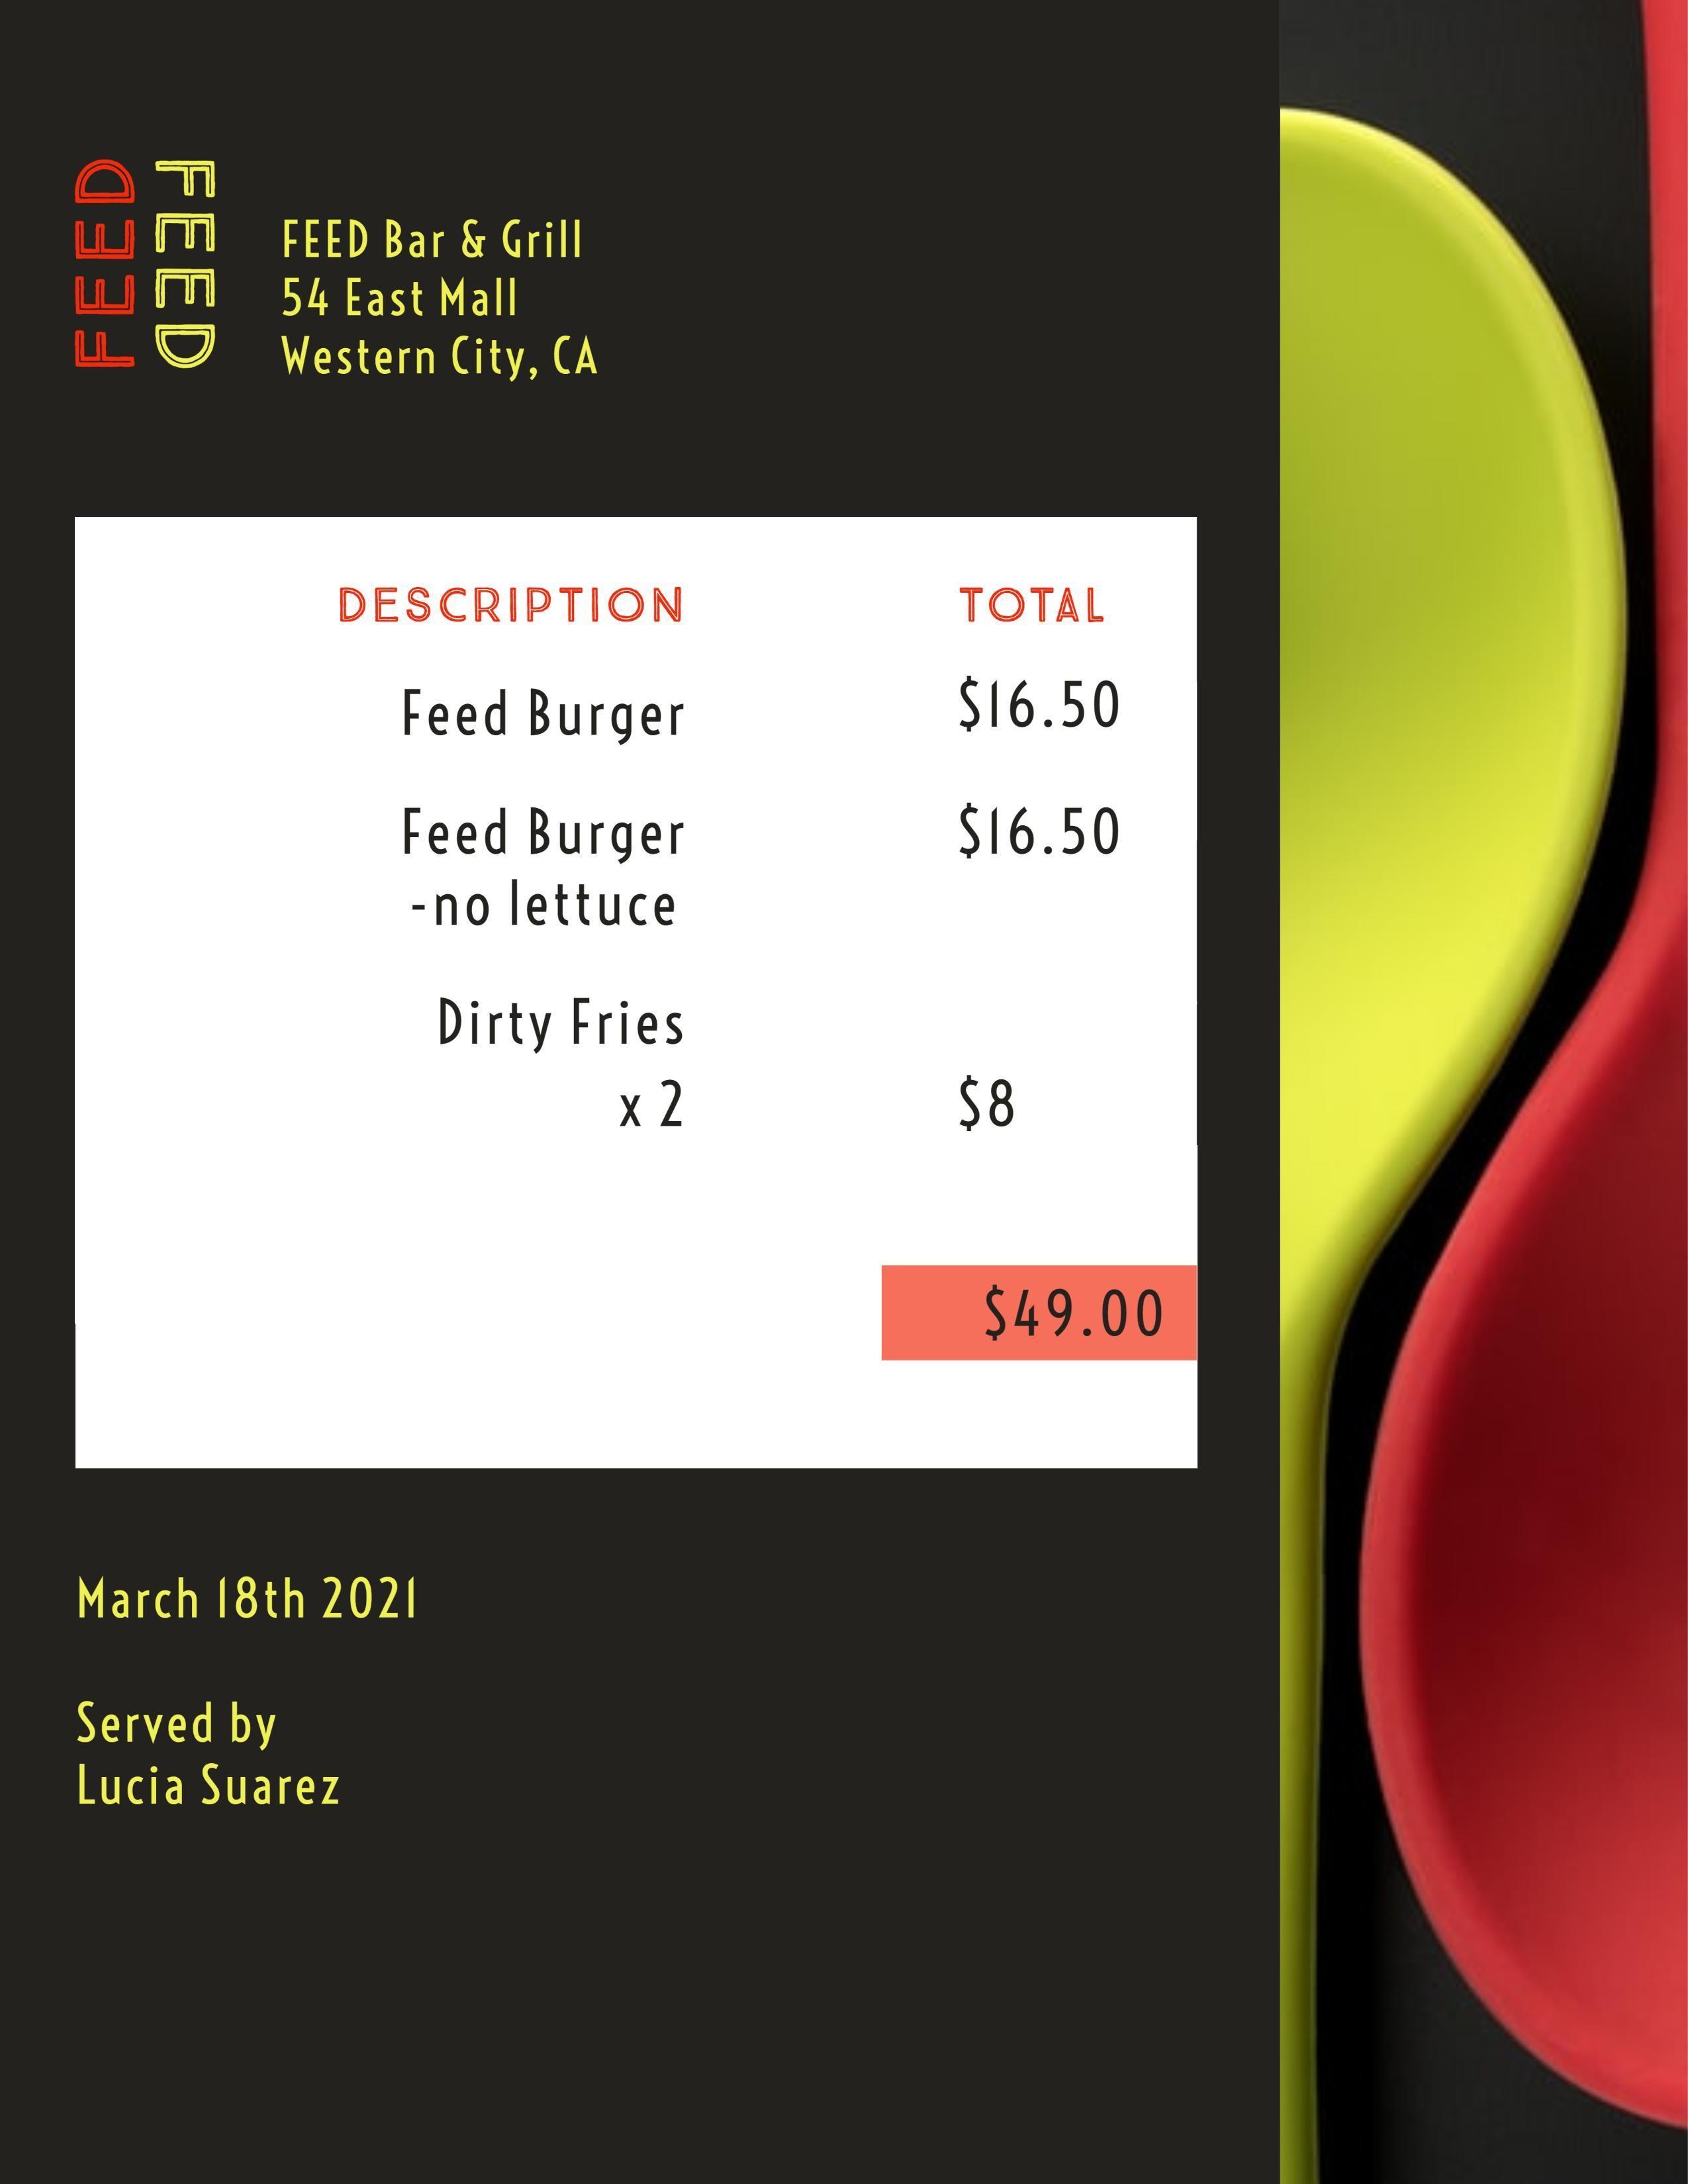 FEED
FEED
FEED Bar & Grill
54 East Mall
Western City, CA
DESCRIPTION TOTAL
Feed Burger $16.50
Feed Burger $16.50
-no lettuce
Dirty Fries
x 2 $8
$49.00
March 18th 2021
Served by
Lucia Suarez